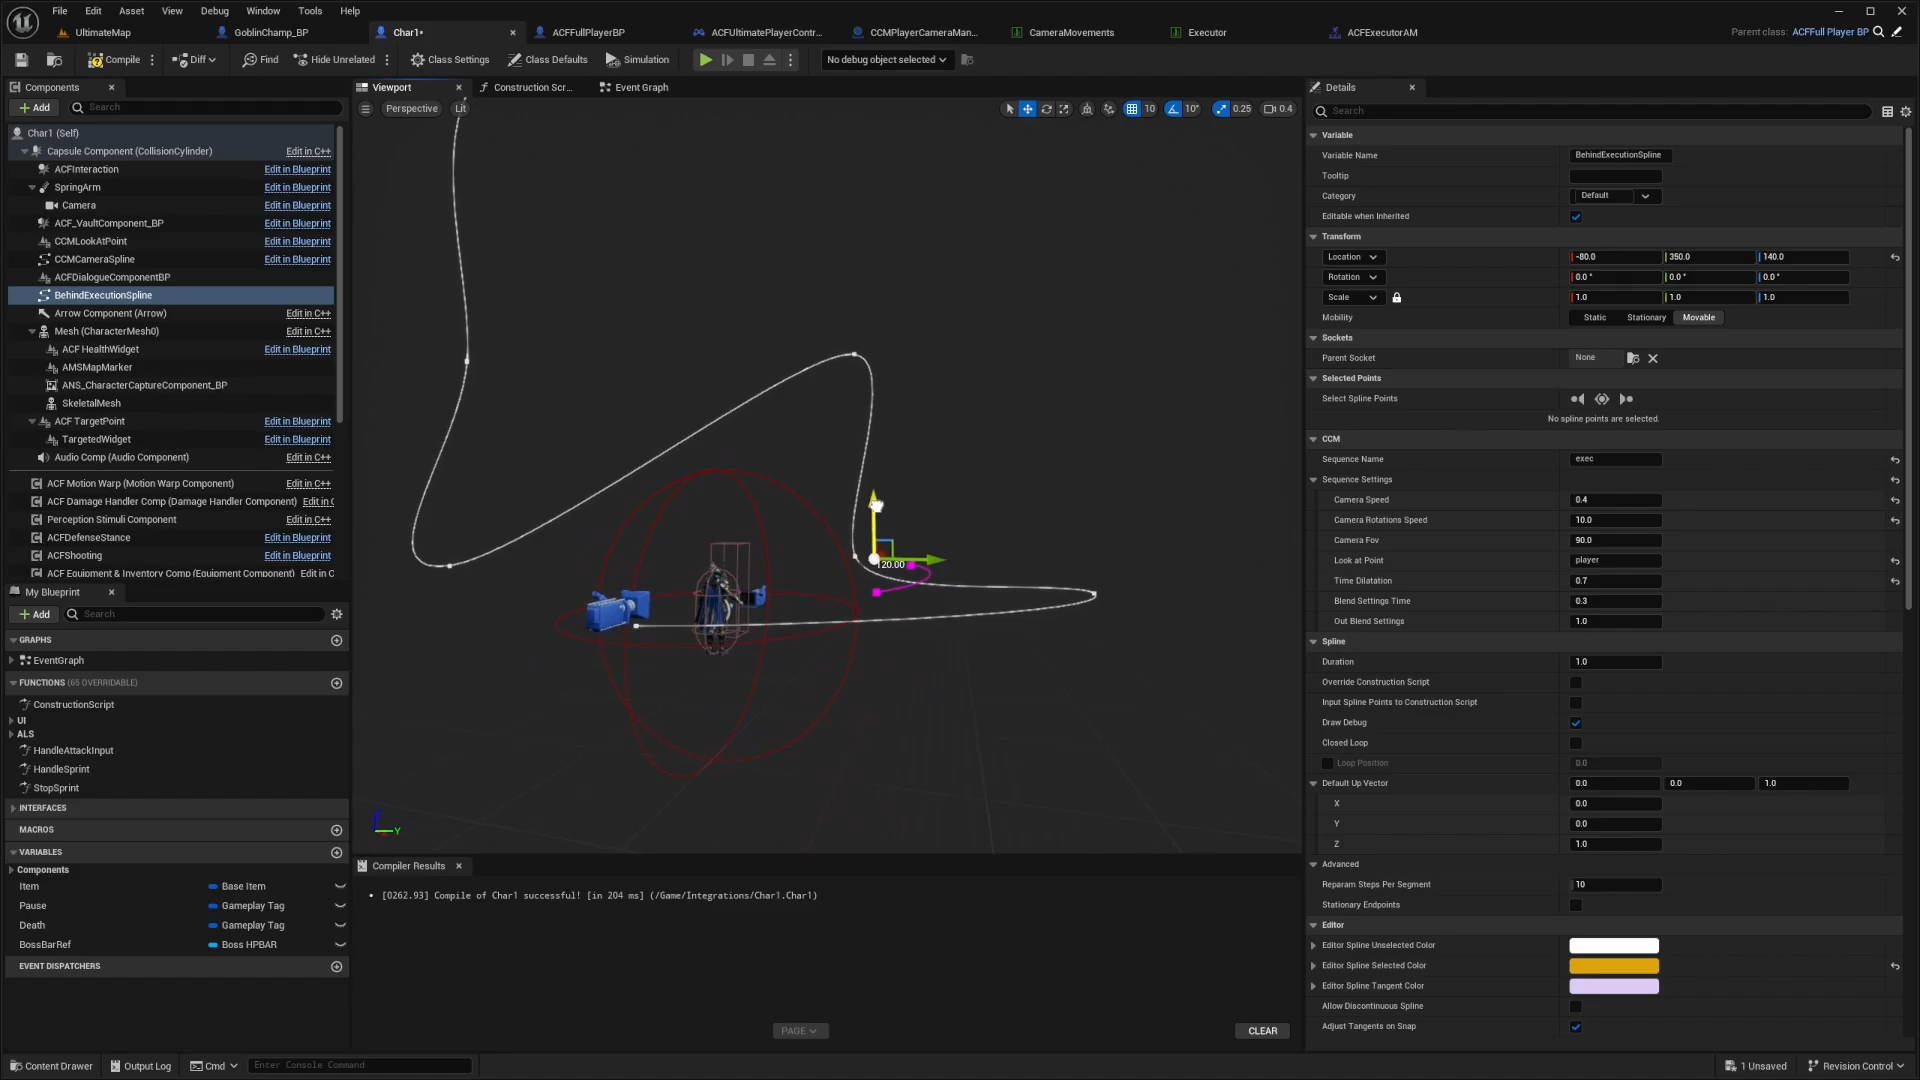 File Edit Asset View Debug Window Tools Help
UltimateMap GoblinChamp_BP Char1• ACFFullPlayerBP ACFUltimatePlayerContr... CCMPlayerCameraMan... CameraMovements Executor ACFExecutorAM
Parent class: ACFFull Player BP
Compile Diff Find Hide Unrelated Class Settings Class Defaults Simulation No debug object selected
Components
Add Search
Char1 (Self)
Capsule Component (CollisionCylinder) Edit in C++
ACFInteraction Edit in Blueprint
SpringArm Edit in Blueprint
Camera Edit in Blueprint
ACF_VaultComponent_BP Edit in Blueprint
CCMLookAtPoint Edit in Blueprint
CCMCameraSpline Edit in Blueprint
ACFDialogueComponentBP
BehindExecutionSpline
Arrow Component (Arrow) Edit in C++
Mesh (CharacterMesh0) Edit in C++
ACF HealthWidget Edit in Blueprint
AMSMapMarker
ANS_CharacterCaptureComponent_BP
SkeletalMesh
ACF TargetPoint Edit in Blueprint
TargetedWidget Edit in Blueprint
Audio Comp (Audio Component) Edit in C++
ACF Motion Warp (Motion Warp Component) Edit in C++
ACF Damage Handler Comp (Damage Handler Component) Edit in C
Perception Stimuli Component Edit in C++
ACFDefenseStance Edit in Blueprint
ACFShooting Edit in Blueprint
ACF Equipment & Inventory Comp (Equipment Component) Edit in C
My Blueprint
Add Search
GRAPHS
EventGraph
FUNCTIONS (65 OVERRIDABLE)
ConstructionScript
UI
ALS
HandleAttackInput
HandleSprint
StopSprint
INTERFACES
MACROS
VARIABLES
Components
Item Base Item
Pause Gameplay Tag
Death Gameplay Tag
BossBarRef Boss HPBAR
EVENT DISPATCHERS
Viewport Construction Scr... Event Graph
Perspective Lit 10 10° 0.25 0.4
120.00
Y
Compiler Results
[0262.93] Compile of Char1 successful! [in 204 ms] (/Game/Integrations/Char1.Char1)
PAGE CLEAR
Details
Search
Variable
Variable Name BehindExecutionSpline
Tooltip
Category Default
Editable when Inherited
Transform
Location -80.0 350.0 140.0
Rotation 0.0 ° 0.0 ° 0.0 °
Scale 1.0 1.0 1.0
Mobility Static Stationary Movable
Sockets
Parent Socket None
Selected Points
Select Spline Points
No spline points are selected.
CCM
Sequence Name exec
Sequence Settings
Camera Speed 0.4
Camera Rotations Speed 10.0
Camera Fov 90.0
Look at Point player
Time Dilatation 0.7
Blend Settings Time 0.3
Out Blend Settings 1.0
Spline
Duration 1.0
Override Construction Script
Input Spline Points to Construction Script
Draw Debug
Closed Loop
Loop Position 0.0
Default Up Vector 0.0 0.0 1.0
X 0.0
Y 0.0
Z 1.0
Advanced
Reparam Steps Per Segment 10
Stationary Endpoints
Editor
Editor Spline Unselected Color
Editor Spline Selected Color
Editor Spline Tangent Color
Allow Discontinuous Spline
Adjust Tangents on Snap
Content Drawer Output Log Cmd Enter Console Command 1 Unsaved Revision Control